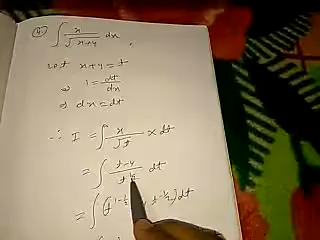 ∫ x/√(x+4) dx,
let x+4 = t
⇒ 1 = dt/dx
⇒ dx = dt
∴ I = ∫ x/√t × dt
= ∫ (t-4)/t^½ dt
= ∫ (t^(1-½) t^(-½)) dt